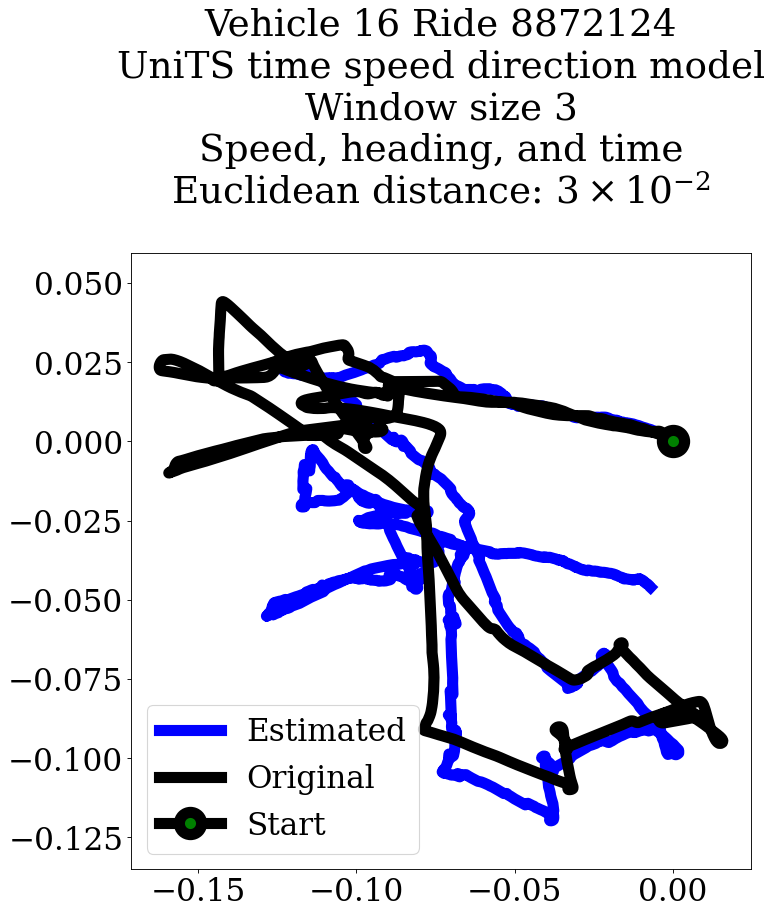 Vehicle 16 Ride 8872124
UniTS time speed direction model
Window size 3
Speed, heading, and time
Euclidean distance: $3 \times 10^{-2}$
0.050
0.025
0.000
−0.025
−0.050
−0.075
−0.100
−0.125
Estimated
Original
Start
−0.15
−0.10
−0.05
0.00